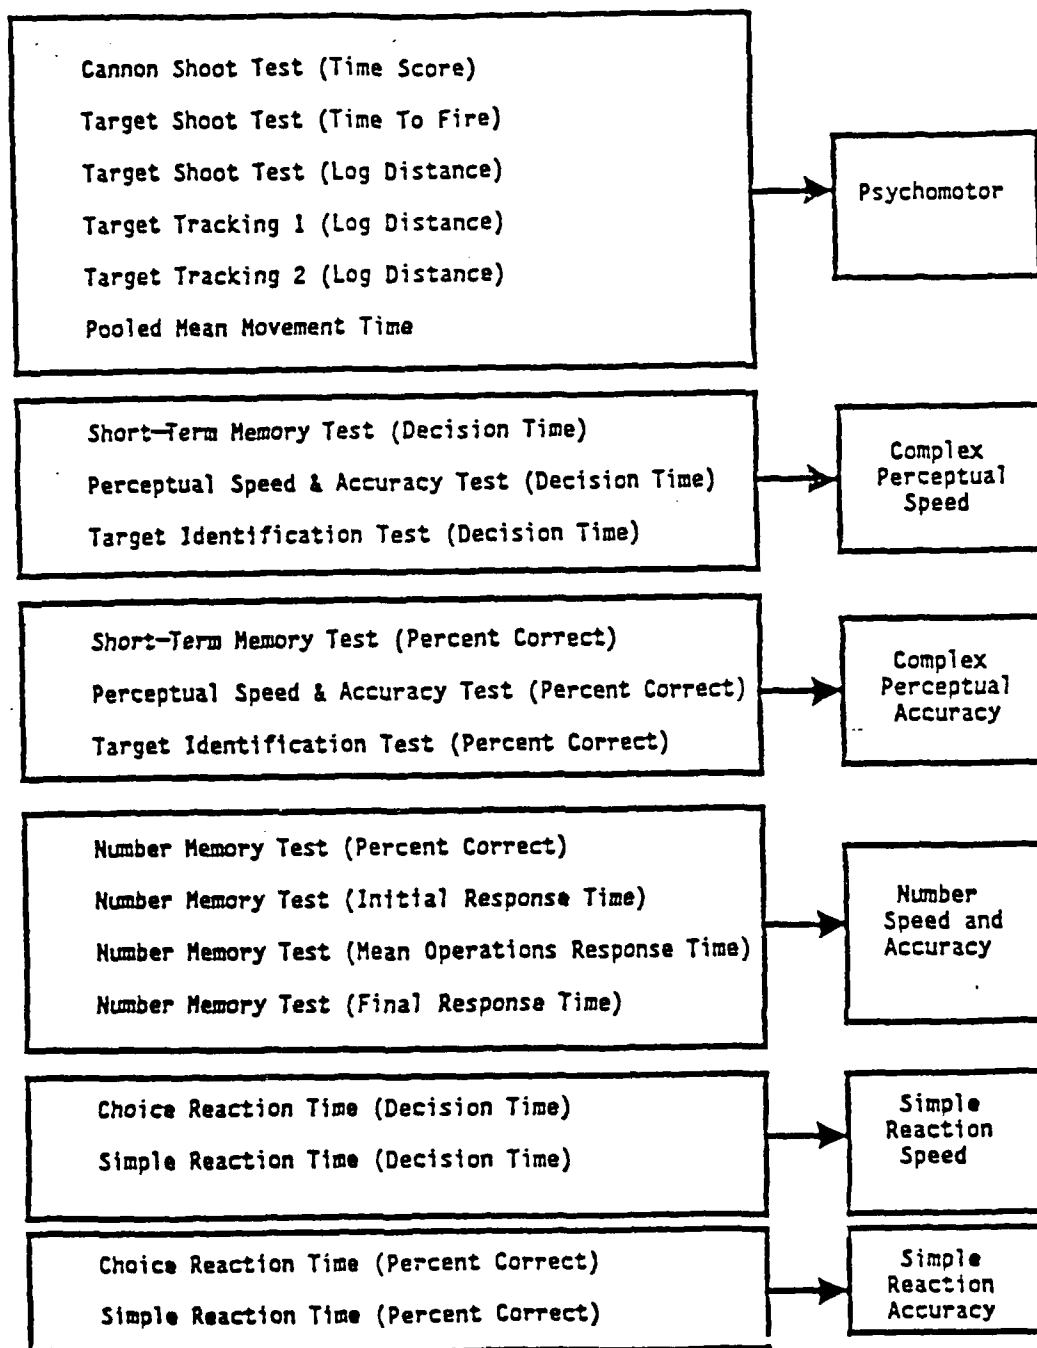 Cannon Shoot Test (Time Score)
Target Shoot Test (Time To Fire)
Target Shoot Test (Log Distance)
Target Tracking 1 (Log Distance)
Target Tracking 2 (Log Distance)
Pooled Mean Movement Time
Psychomotor
Short-Term Memory Test (Decision Time)
Perceptual Speed & Accuracy Test (Decision Time)
Target Identification Test (Decision Time)
Complex
Perceptual
Speed
Short-Term Memory Test (Percent Correct)
Perceptual Speed & Accuracy Test (Percent Correct)
Target Identification Test (Percent Correct)
Complex
Perceptual
Accuracy
Number Memory Test (Percent Correct)
Number Memory Test (Initial Response Time)
Number Memory Test (Mean Operations Response Time)
Number Memory Test (Final Response Time)
Number
Speed and
Accuracy
Choice Reaction Time (Decision Time)
Simple Reaction Time (Decision Time)
Simple
Reaction
Speed
Choice Reaction Time (Percent Correct)
Simple Reaction Time (Percent Correct)
Simple
Reaction
Accuracy